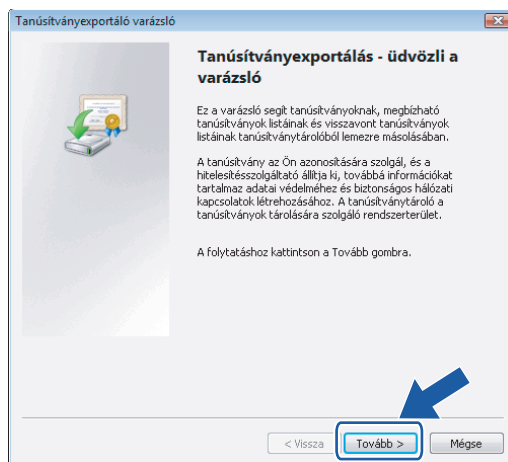 Tanúsítványexportáló varázsló
Tanúsítványexportálás - üdvözli a
varázsló
Ez a varázsló segít tanúsítványoknak, megbízható
tanúsítványok listáinak és visszavont tanúsítványok
listáinak tanúsítványtárolóból lemezre másolásában.
A tanúsítvány az Ön azonosítására szolgál, és a
hitelesítésszolgáltató állítja ki, továbbá információkat
tartalmaz adatai védelméhez és biztonságos hálózati
kapcsolatok létrehozásához. A tanúsítványtároló a
tanúsítványok tárolására szolgáló rendszerterület.
A folytatáshoz kattintson a Tovább gombra.
< Vissza Tovább > Mégse